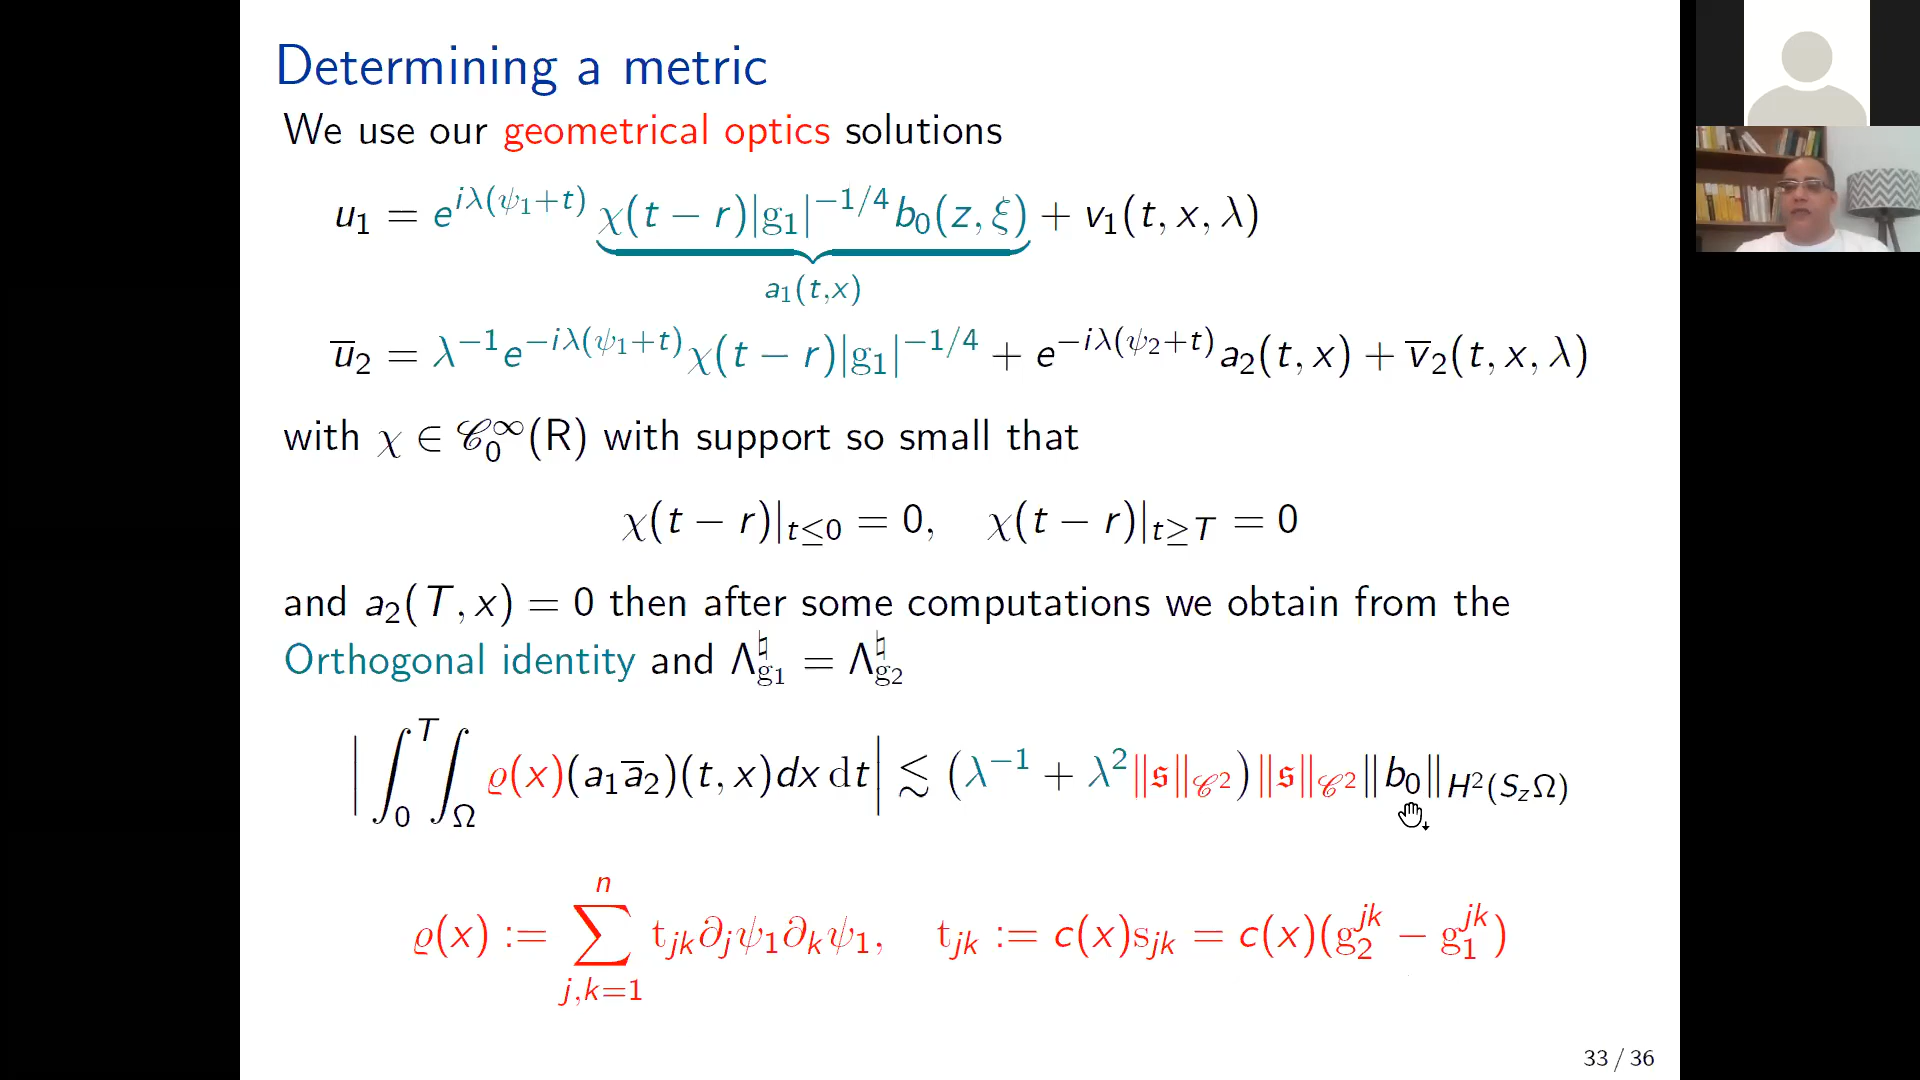 Determining a metric
We use our geometrical optics solutions
u₁ = e^{iλ(ψ₁+t)} χ(t − r)|g₁|^{−1/4} b₀(z, ξ) + v₁(t, x, λ)
a₁(t,x)
u̅₂ = λ^{−1}e^{−iλ(ψ₁+t)}χ(t − r)|g₁|^{−1/4} + e^{−iλ(ψ₂+t)}a₂(t, x) + v̅₂(t, x, λ)
with χ ∈ 𝒞₀^∞(R) with support so small that
χ(t − r)|_{t≤0} = 0, χ(t − r)|_{t≥T} = 0
and a₂(T, x) = 0 then after some computations we obtain from the
Orthogonal identity and Λ^♮_{g₁} = Λ^♮_{g₂}
|∫₀^T ∫_Ω ϱ(x)(a₁a̅₂)(t, x)dx dt| ≲ (λ^{−1} + λ²‖𝔰‖_{𝒞²})‖𝔰‖_{𝒞²}‖b₀‖_{H²(S_zΩ)}
ϱ(x) := ∑_{j,k=1}^n t_{jk}∂_jψ₁∂_kψ₁, t_{jk} := c(x)s_{jk} = c(x)(g₂^{jk} − g₁^{jk})
33 / 36